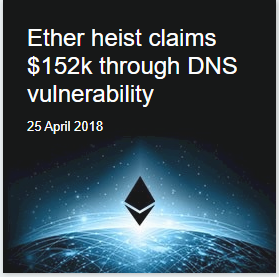 Ether heist claims
$152k through DNS
vulnerability
25 April 2018